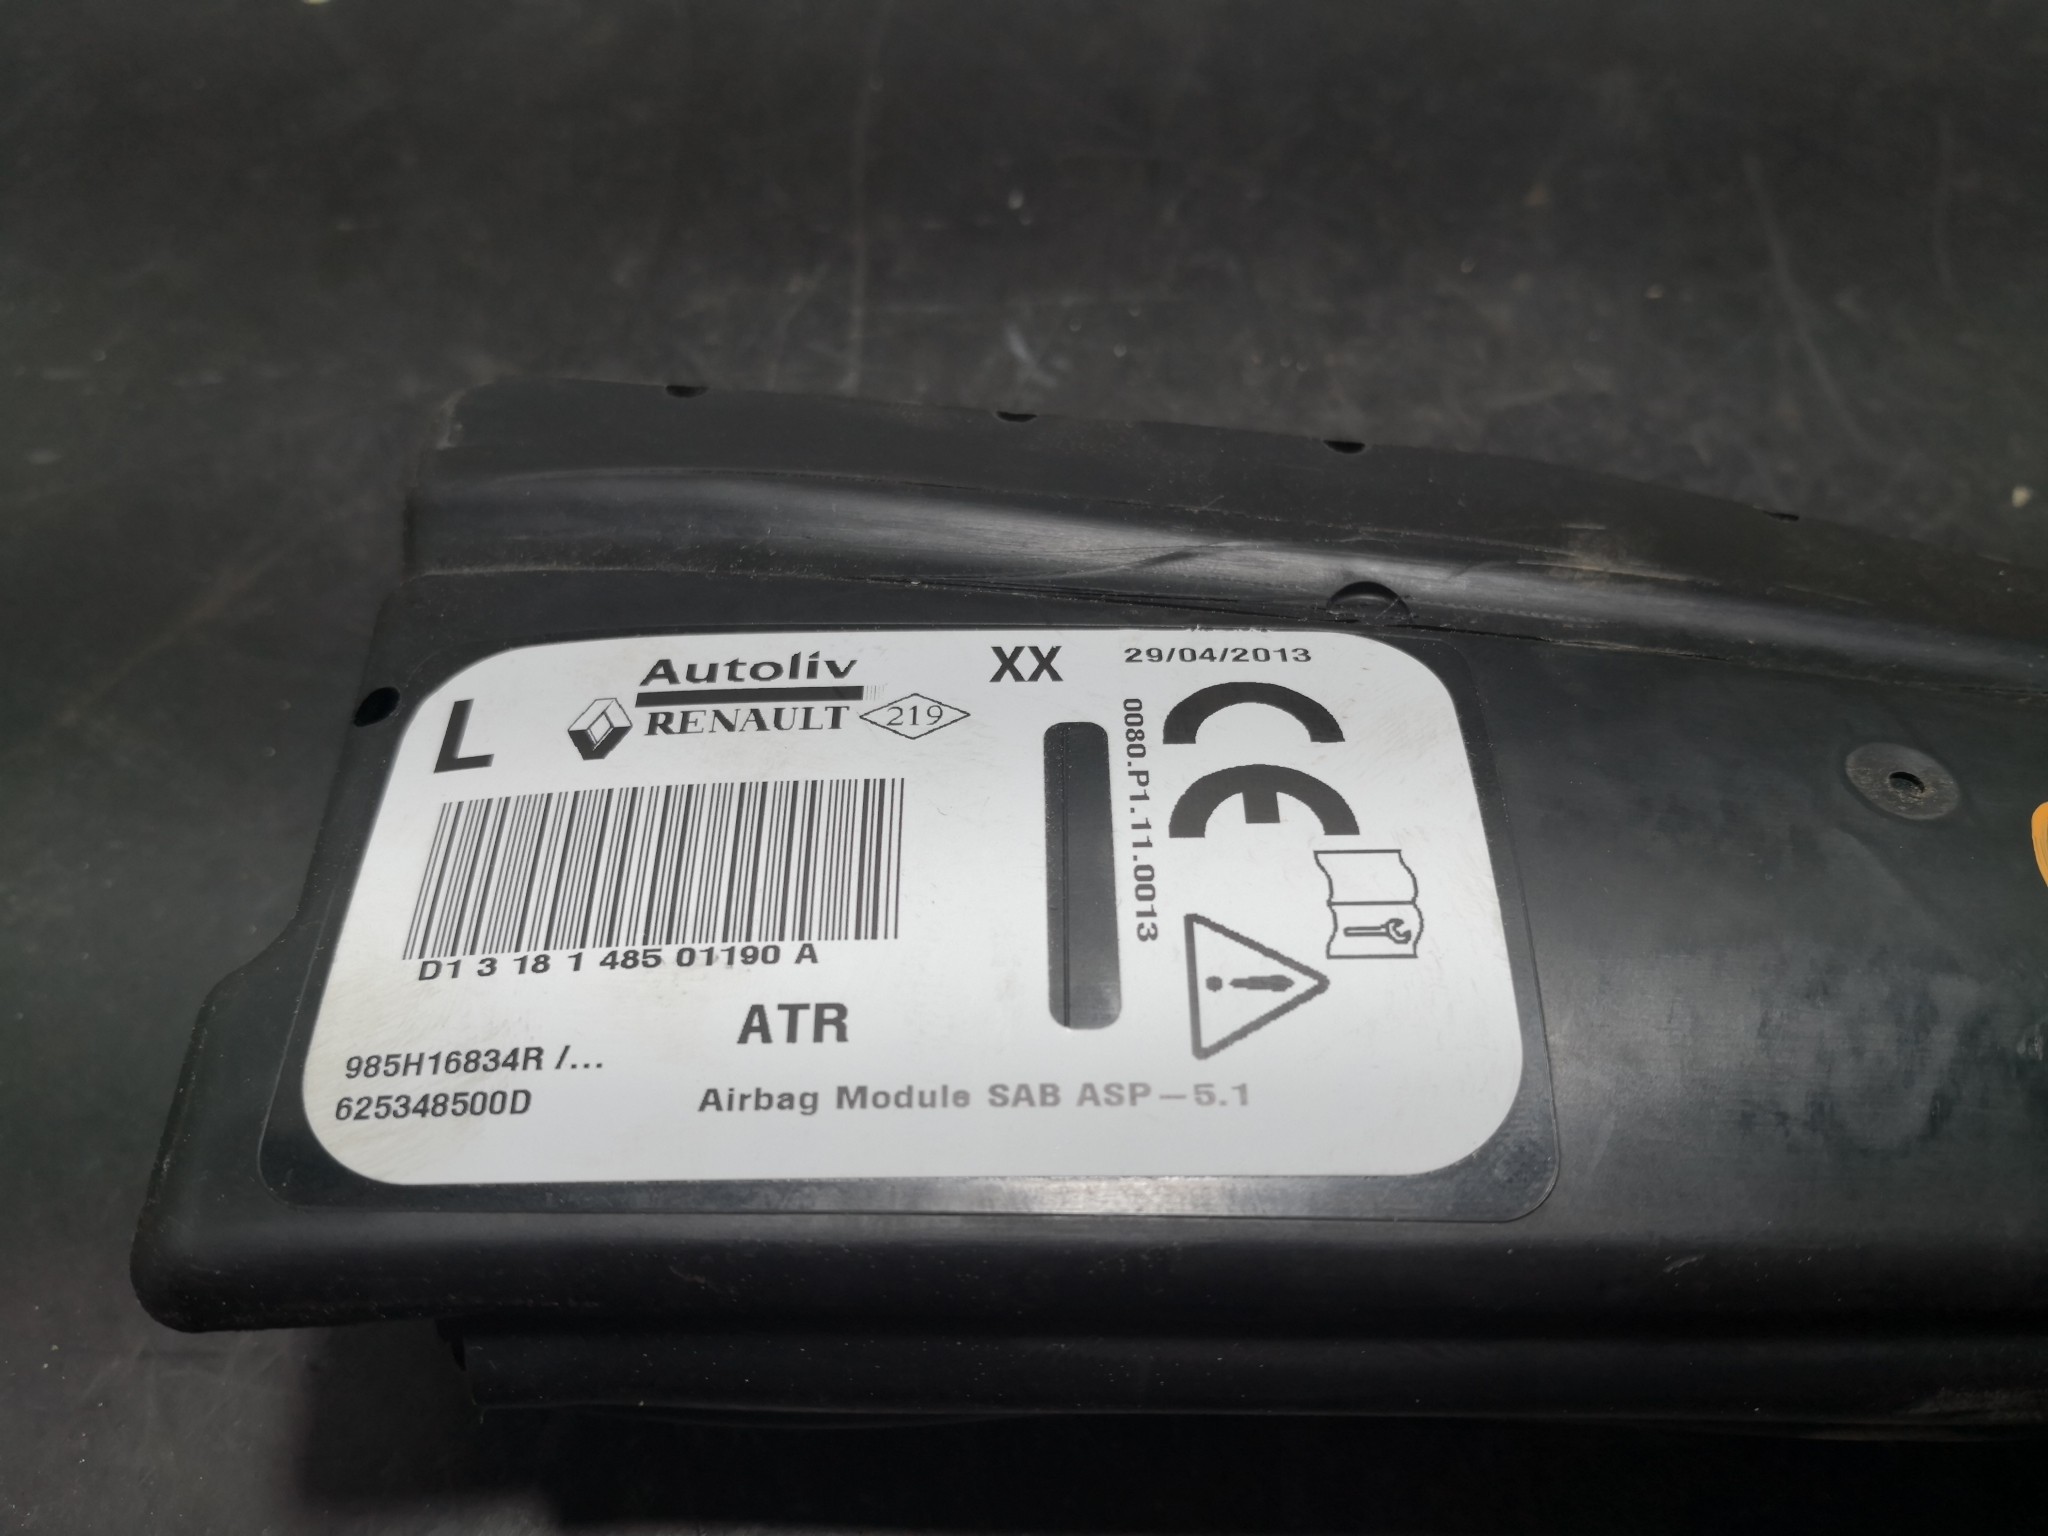 L
Autoliv
RENAULT 219
XX
29/04/2013
0080.P1.11.0013
CE
D1 3 18 1 485 01190 A
ATR
985H16834R /...
625348500D
Airbag Module SAB ASP-5.1